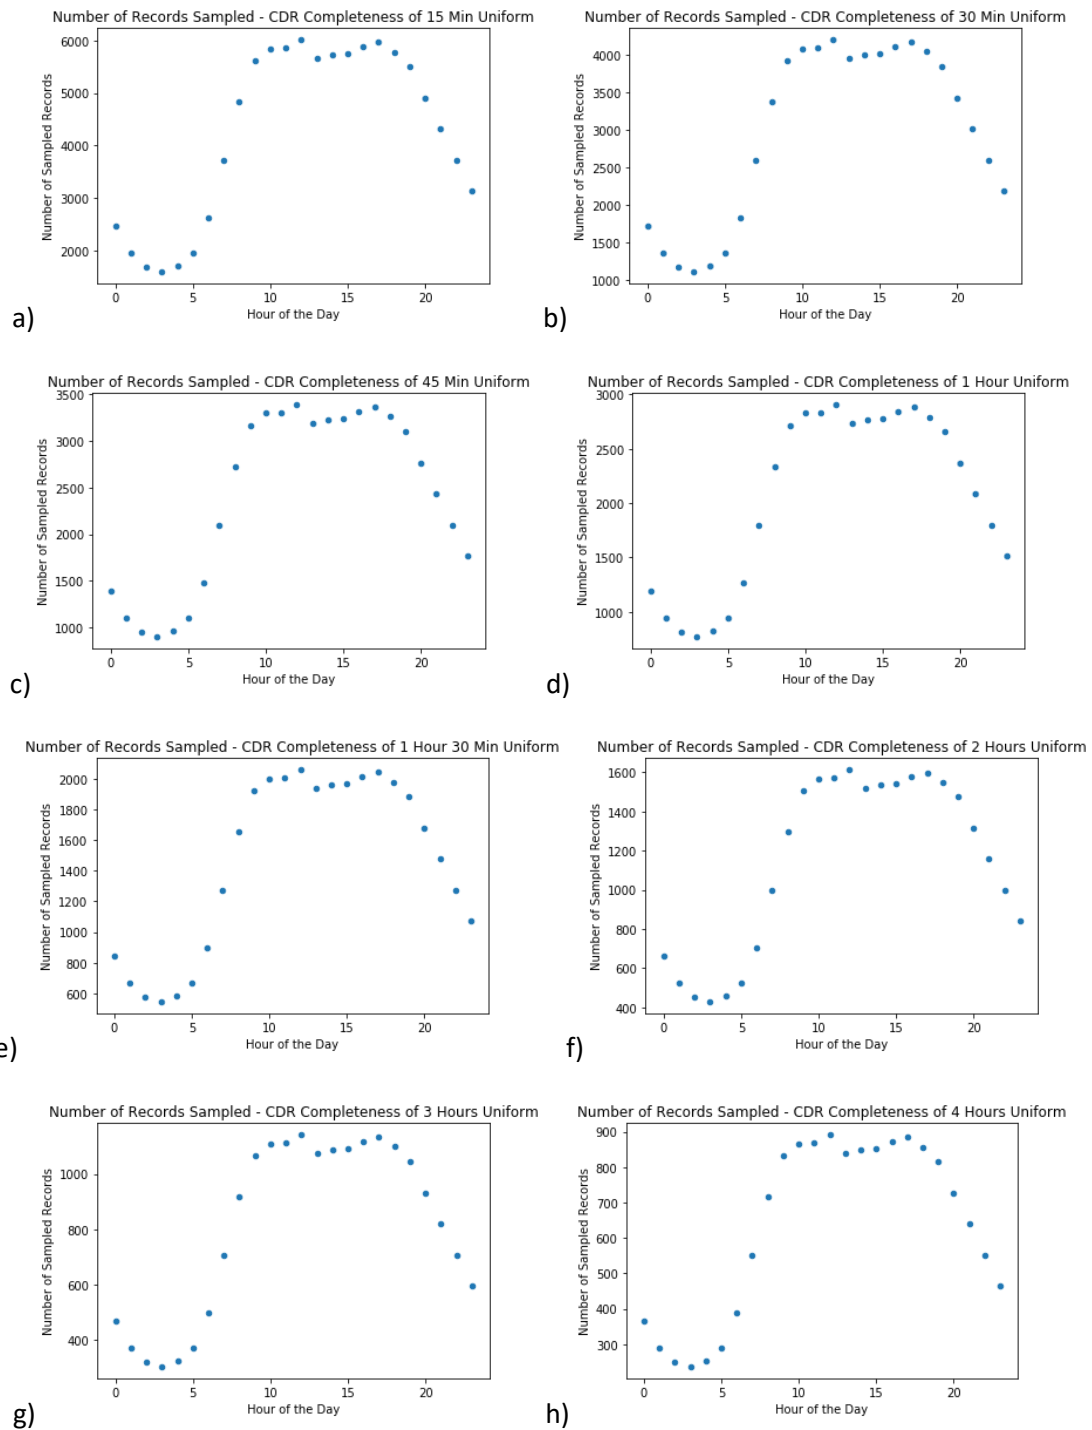 Number of Records Sampled - CDR Completeness of 15 Min Uniform
Number of Sampled Records
6000
5000
4000
3000
2000
0 5 10 15 20
Hour of the Day
a)
Number of Records Sampled - CDR Completeness of 30 Min Uniform
Number of Sampled Records
4000
3500
3000
2500
2000
1500
1000
0 5 10 15 20
Hour of the Day
b)
Number of Records Sampled - CDR Completeness of 45 Min Uniform
Number of Sampled Records
3500
3000
2500
2000
1500
1000
0 5 10 15 20
Hour of the Day
c)
Number of Records Sampled - CDR Completeness of 1 Hour Uniform
Number of Sampled Records
3000
2500
2000
1500
1000
0 5 10 15 20
Hour of the Day
d)
Number of Records Sampled - CDR Completeness of 1 Hour 30 Min Uniform
Number of Sampled Records
2000
1800
1600
1400
1200
1000
800
600
0 5 10 15 20
Hour of the Day
e)
Number of Records Sampled - CDR Completeness of 2 Hours Uniform
Number of Sampled Records
1600
1400
1200
1000
800
600
400
0 5 10 15 20
Hour of the Day
f)
Number of Records Sampled - CDR Completeness of 3 Hours Uniform
Number of Sampled Records
1000
800
600
400
0 5 10 15 20
Hour of the Day
g)
Number of Records Sampled - CDR Completeness of 4 Hours Uniform
Number of Sampled Records
900
800
700
600
500
400
300
0 5 10 15 20
Hour of the Day
h)